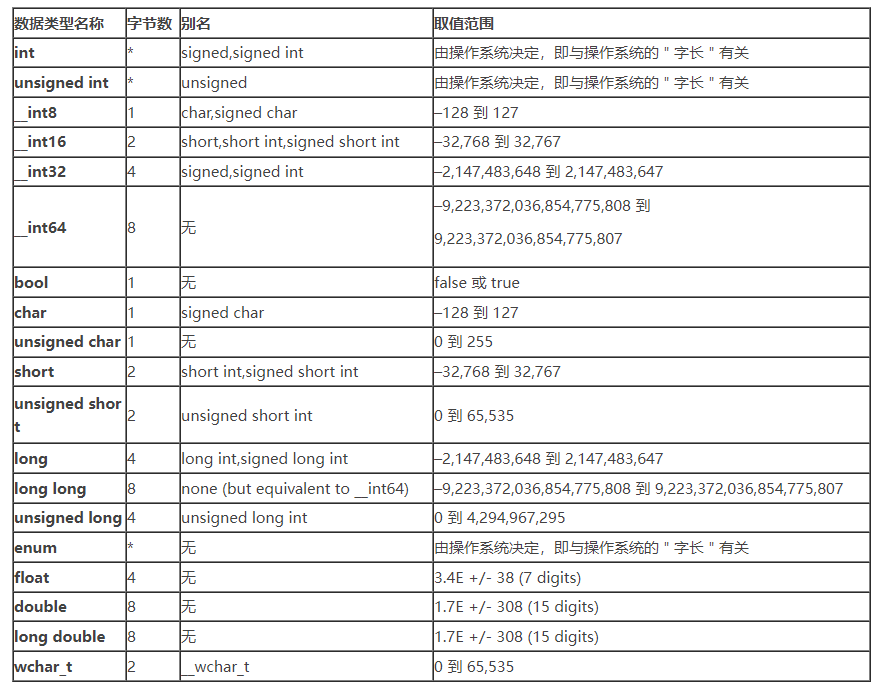 数据类型名称 字节数 别名 取值范围
int * signed,signed int 由操作系统决定，即与操作系统的＂字长＂有关
unsigned int * unsigned 由操作系统决定，即与操作系统的＂字长＂有关
__int8 1 char,signed char –128 到 127
__int16 2 short,short int,signed short int –32,768 到 32,767
__int32 4 signed,signed int –2,147,483,648 到 2,147,483,647
__int64 8 无 –9,223,372,036,854,775,808 到
9,223,372,036,854,775,807
bool 1 无 false 或 true
char 1 signed char –128 到 127
unsigned char 1 无 0 到 255
short 2 short int,signed short int –32,768 到 32,767
unsigned shor
t 2 unsigned short int 0 到 65,535
long 4 long int,signed long int –2,147,483,648 到 2,147,483,647
long long 8 none (but equivalent to __int64) –9,223,372,036,854,775,808 到 9,223,372,036,854,775,807
unsigned long 4 unsigned long int 0 到 4,294,967,295
enum * 无 由操作系统决定，即与操作系统的＂字长＂有关
float 4 无 3.4E +/- 38 (7 digits)
double 8 无 1.7E +/- 308 (15 digits)
long double 8 无 1.7E +/- 308 (15 digits)
wchar_t 2 __wchar_t 0 到 65,535